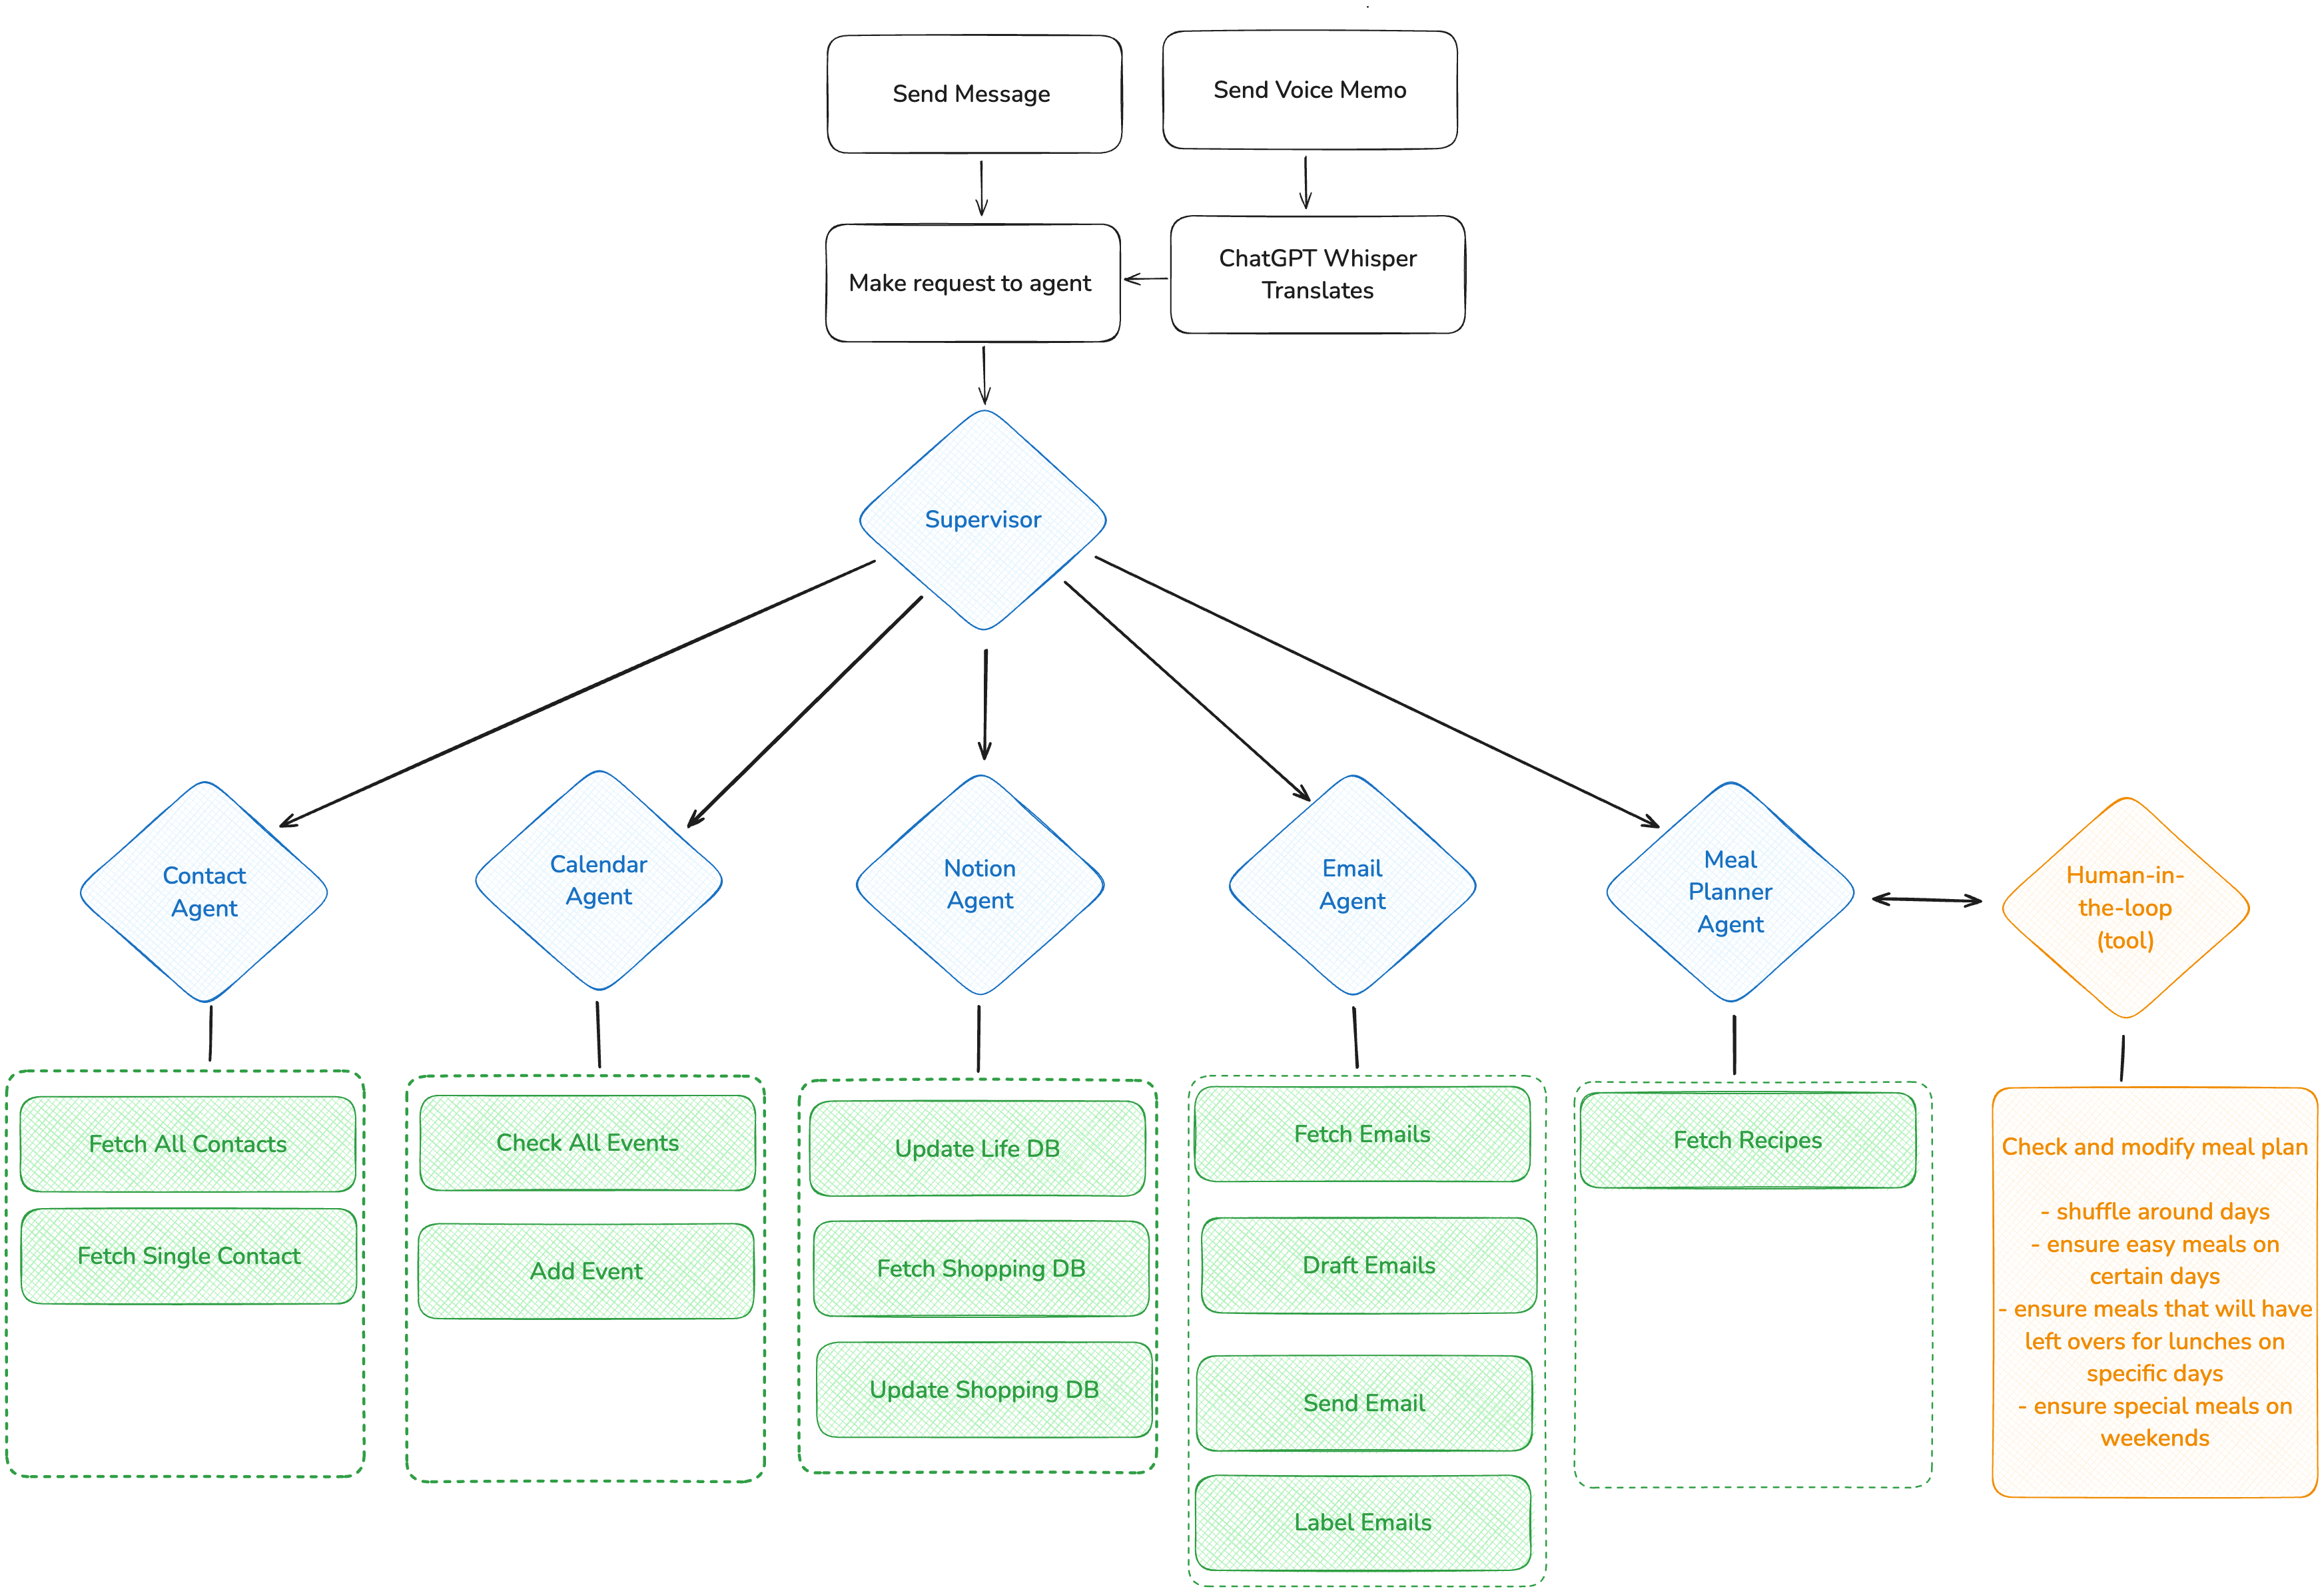 Send Message
Send Voice Memo
Make request to agent
ChatGPT Whisper
Translates
Supervisor
Contact
Agent
Calendar
Agent
Notion
Agent
Email
Agent
Meal
Planner
Agent
Human-in-
the-loop
(tool)
Fetch All Contacts
Fetch Single Contact
Check All Events
Add Event
Update Life DB
Fetch Shopping DB
Update Shopping DB
Fetch Emails
Draft Emails
Send Email
Label Emails
Fetch Recipes
Check and modify meal plan
- shuffle around days
- ensure easy meals on
certain days
- ensure meals that will have
left overs for lunches on
specific days
- ensure special meals on
weekends